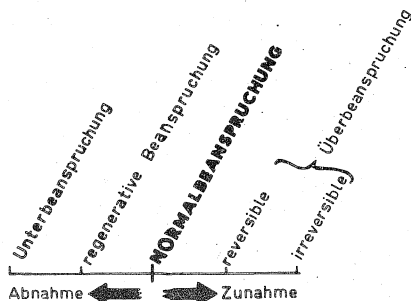 Unterbeanspruchung
regenerative Beanspruchung
NORMALBEANSPRUCHUNG
reversible
irreversible
Überbeanspruchung
Abnahme
Zunahme